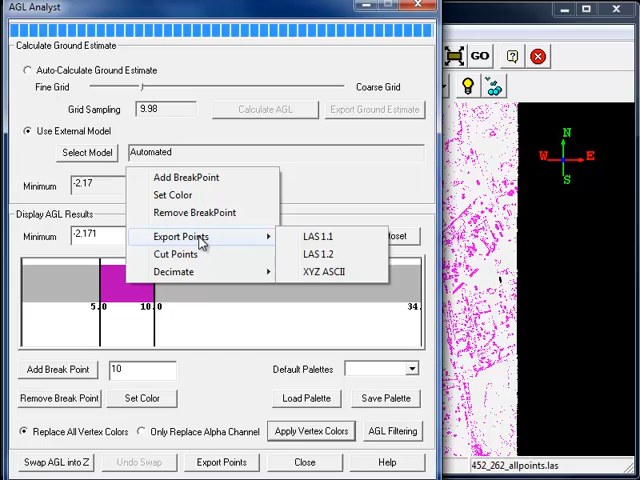 AGL Analyst
GO
Calculate Ground Estimate
Auto-Calculate Ground Estimate
Fine Grid
Coarse Grid
Grid Sampling
9.98
Calculate AGL
Export Ground Estimate
Use External Model
Select Model
Automated
Minimum
-2.17
Add BreakPoint
Set Color
Remove BreakPoint
Export Points
Cut Points
Decimate
LAS 1.1
LAS 1.2
XYZ ASCII
Display AGL Results
Minimum
-2.171
5.0
10.
34.
Add Break Point
10
Default Palettes
Remove Break Point
Set Color
Load Palette
Save Palette
Replace All Vertex Colors
Only Replace Alpha Channel
Apply Vertex Colors
AGL Filtering
Swap AGL into Z
Undo Swap
Export Points
Close
Help
N
W
E
S
452_262_allpoints.las